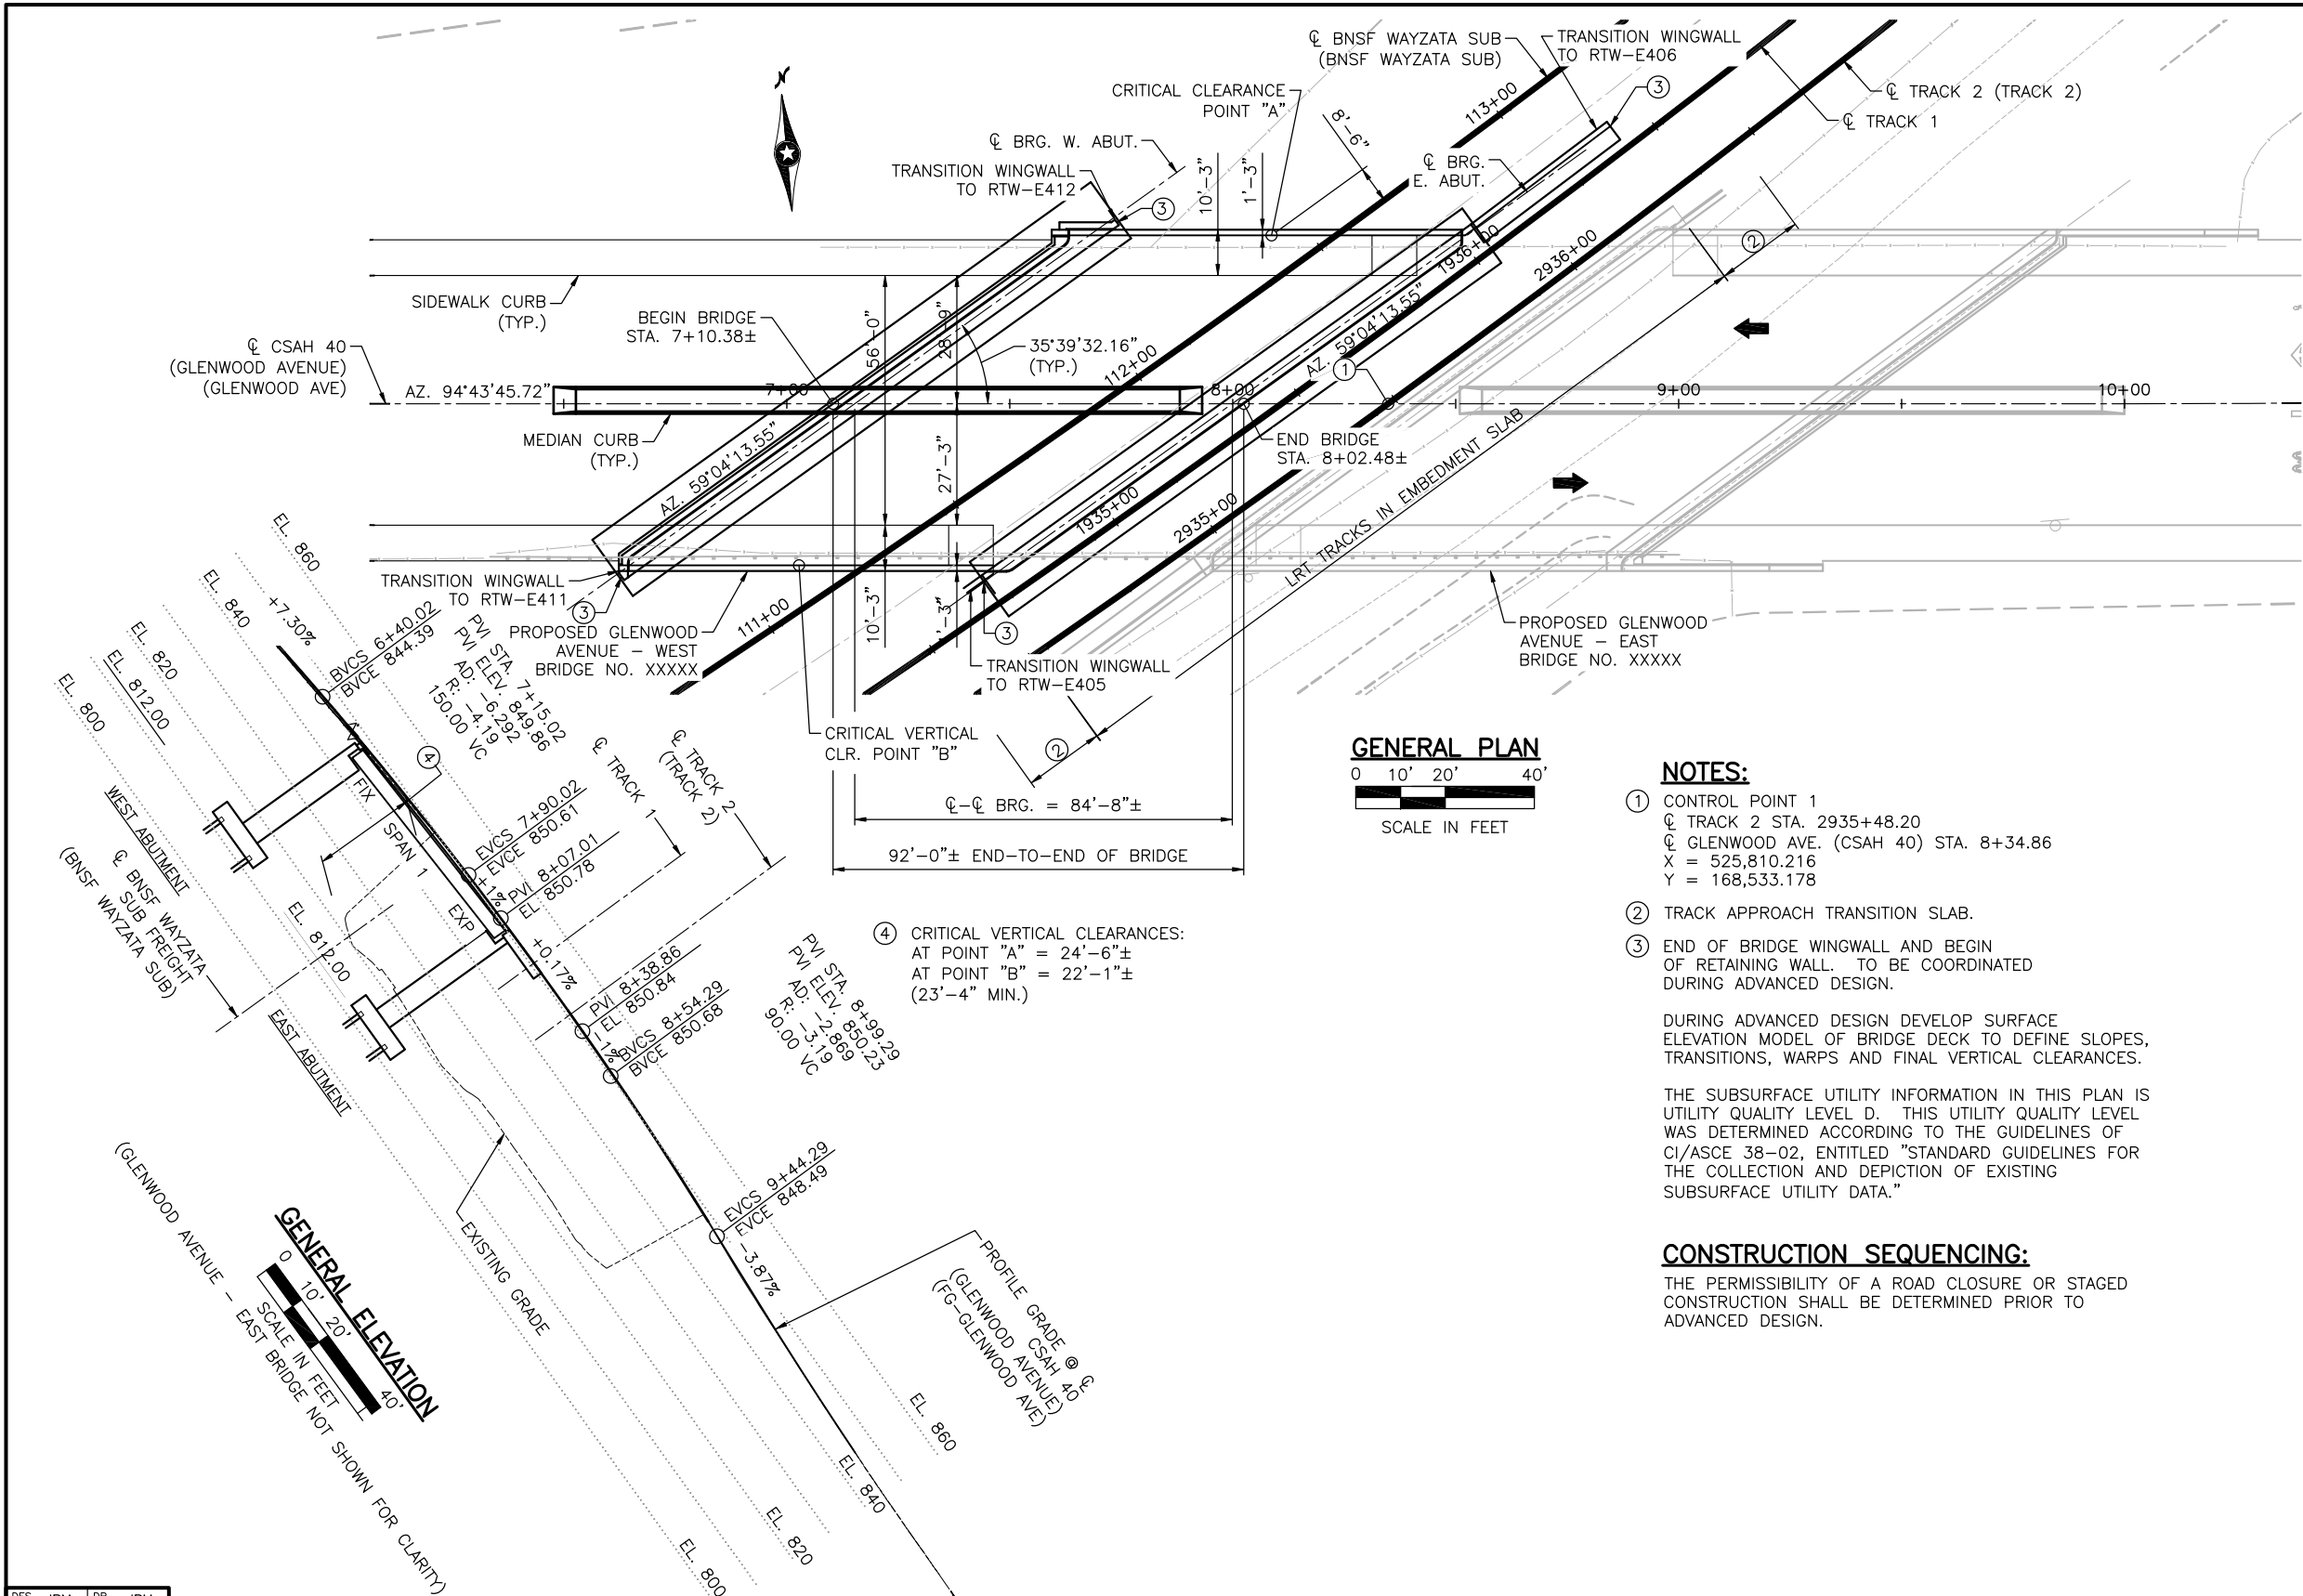 ℄ BNSF WAYZATA SUB
(BNSF WAYZATA SUB)
TRANSITION WINGWALL
TO RTW-E406
CRITICAL CLEARANCE
POINT "A"
113+00
3
℄ TRACK 2 (TRACK 2)
℄ TRACK 1
N
8'-6"
℄ BRG. W. ABUT.
TRANSITION WINGWALL
TO RTW-E412
3
10'-3"
1'-3"
℄ BRG.
E. ABUT.
1936+00
2936+00
2
SIDEWALK CURB
(TYP.)
BEGIN BRIDGE
STA. 7+10.38±
56'-0"
28'-9"
35°39'32.16"
(TYP.)
112+00
AZ. 59°04'13.55"
1
℄ CSAH 40
(GLENWOOD AVENUE)
(GLENWOOD AVE)
AZ. 94°43'45.72"
7+00
8+00
9+00
10+00
MEDIAN CURB
(TYP.)
AZ. 59°04'13.55"
27'-3"
END BRIDGE
STA. 8+02.48±
1935+00
2935+00
LRT TRACKS IN EMBEDMENT SLAB
TRANSITION WINGWALL
TO RTW-E411
3
PROPOSED GLENWOOD
AVENUE - WEST
BRIDGE NO. XXXXX
111+00
10'-3"
1'-3"
3
TRANSITION WINGWALL
TO RTW-E405
PROPOSED GLENWOOD
AVENUE - EAST
BRIDGE NO. XXXXX
CRITICAL VERTICAL
CLR. POINT "B"
2
℄-℄ BRG. = 84'-8"±
92'-0"± END-TO-END OF BRIDGE
GENERAL PLAN
0 10' 20' 40'
SCALE IN FEET
EL. 860
EL. 840
EL. 820
EL. 812.00
EL. 800
+7.30%
BVCS 6+40.02
BVCE 844.39
PVI STA. 7+15.02
PVI ELEV. 849.86
AD: -6.292
R: -4.19
150.00 VC
4
℄ TRACK 1
℄ TRACK 2
(TRACK 2)
FIX
SPAN 1
EXP
WEST ABUTMENT
℄ BNSF WAYZATA
SUB FREIGHT
(BNSF WAYZATA SUB)
EVCS 7+90.02
EVCE 850.61
+1%
PVI 8+07.01
EL 850.78
+0.17%
EL. 812.00
EAST ABUTMENT
PVI 8+38.86
EL 850.84
-1%
BVCS 8+54.29
BVCE 850.68
PVI STA. 8+99.29
PVI ELEV. 850.23
AD: -2.869
R: -3.19
90.00 VC
EVCS 9+44.29
EVCE 848.49
-3.87%
EXISTING GRADE
PROFILE GRADE @ ℄
CSAH 40
(GLENWOOD AVENUE)
(FG-GLENWOOD AVE)
EL. 860
EL. 840
EL. 820
EL. 800
GENERAL ELEVATION
0 10' 20' 40'
SCALE IN FEET
(GLENWOOD AVENUE - EAST BRIDGE NOT SHOWN FOR CLARITY)
4 CRITICAL VERTICAL CLEARANCES:
AT POINT "A" = 24'-6"±
AT POINT "B" = 22'-1"±
(23'-4" MIN.)
NOTES:
1 CONTROL POINT 1
℄ TRACK 2 STA. 2935+48.20
℄ GLENWOOD AVE. (CSAH 40) STA. 8+34.86
X = 525,810.216
Y = 168,533.178
2 TRACK APPROACH TRANSITION SLAB.
3 END OF BRIDGE WINGWALL AND BEGIN
OF RETAINING WALL. TO BE COORDINATED
DURING ADVANCED DESIGN.
DURING ADVANCED DESIGN DEVELOP SURFACE
ELEVATION MODEL OF BRIDGE DECK TO DEFINE SLOPES,
TRANSITIONS, WARPS AND FINAL VERTICAL CLEARANCES.
THE SUBSURFACE UTILITY INFORMATION IN THIS PLAN IS
UTILITY QUALITY LEVEL D. THIS UTILITY QUALITY LEVEL
WAS DETERMINED ACCORDING TO THE GUIDELINES OF
CI/ASCE 38-02, ENTITLED "STANDARD GUIDELINES FOR
THE COLLECTION AND DEPICTION OF EXISTING
SUBSURFACE UTILITY DATA."
CONSTRUCTION SEQUENCING:
THE PERMISSIBILITY OF A ROAD CLOSURE OR STAGED
CONSTRUCTION SHALL BE DETERMINED PRIOR TO
ADVANCED DESIGN.